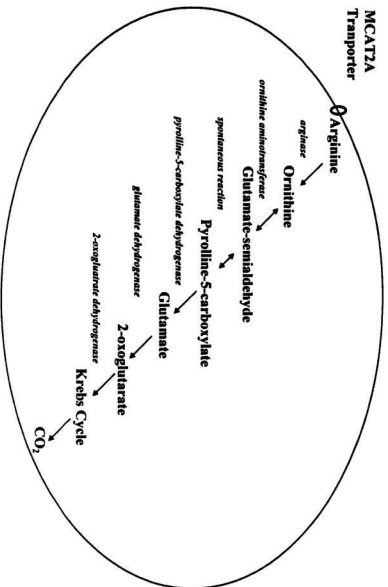 MCAT2A
Tranporter
θ Arginine
arginase
Ornithine
ornithine aminotransferase
Glutamate-semialdehyde
spontaneous reaction
Pyrolline-5-carboxylate
pyrolline-5-carboxylate dehydrogenase
Glutamate
glutamate dehydrogenase
2-oxoglutarate
2-oxogluatrate dehydrogenase
Krebs Cycle
CO₂